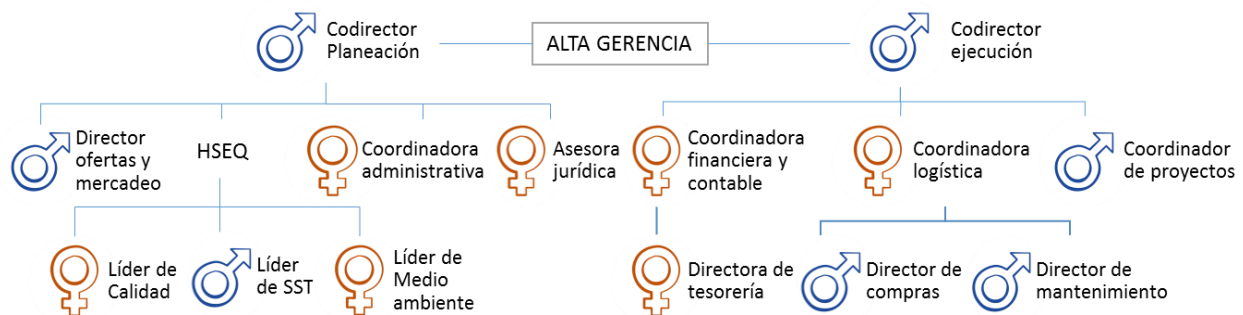 Codirector
Planeación
ALTA GERENCIA
Codirector
ejecución
Director
ofertas y
mercadeo
HSEQ
Coordinadora
administrativa
Asesora
jurídica
Coordinadora
financiera y
contable
Coordinadora
logística
Coordinador
de proyectos
Líder de
Calidad
Líder
de SST
Líder de
Medio
ambiente
Directora de
tesorería
Director de
compras
Director de
mantenimiento